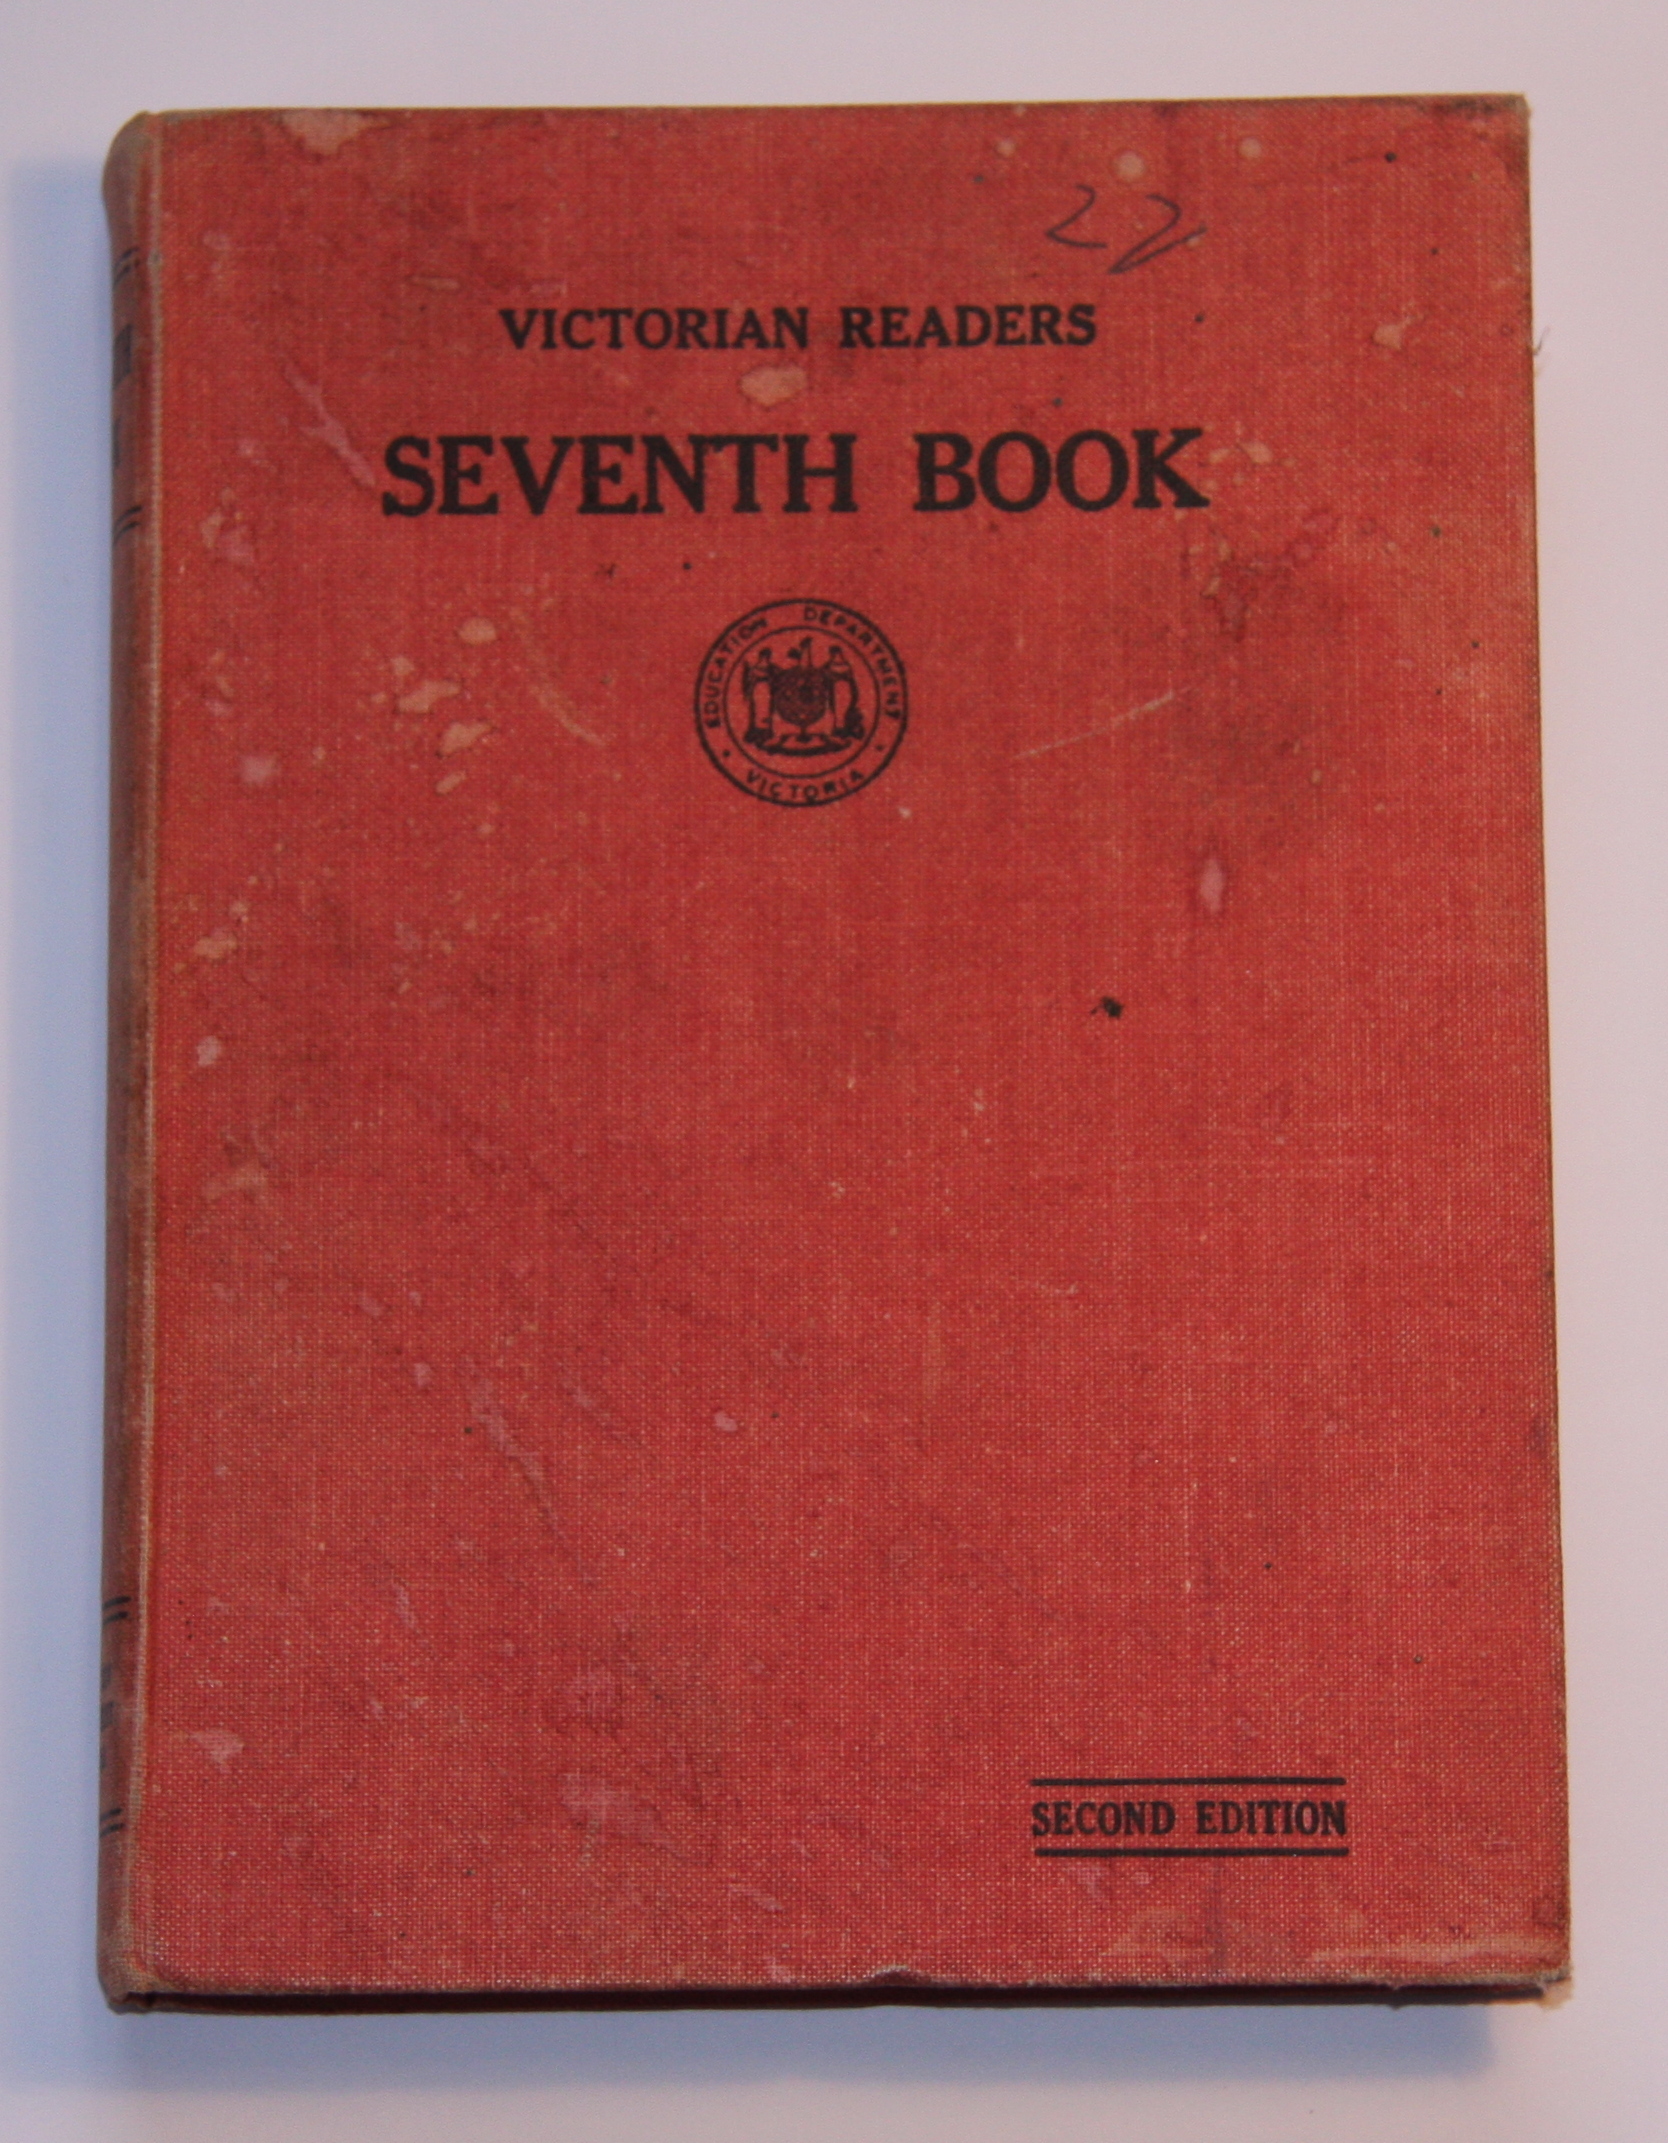 22
VICTORIAN READERS
SEVENTH BOOK
EDUCATION DEPARTMENT
VICTORIA
SECOND EDITION